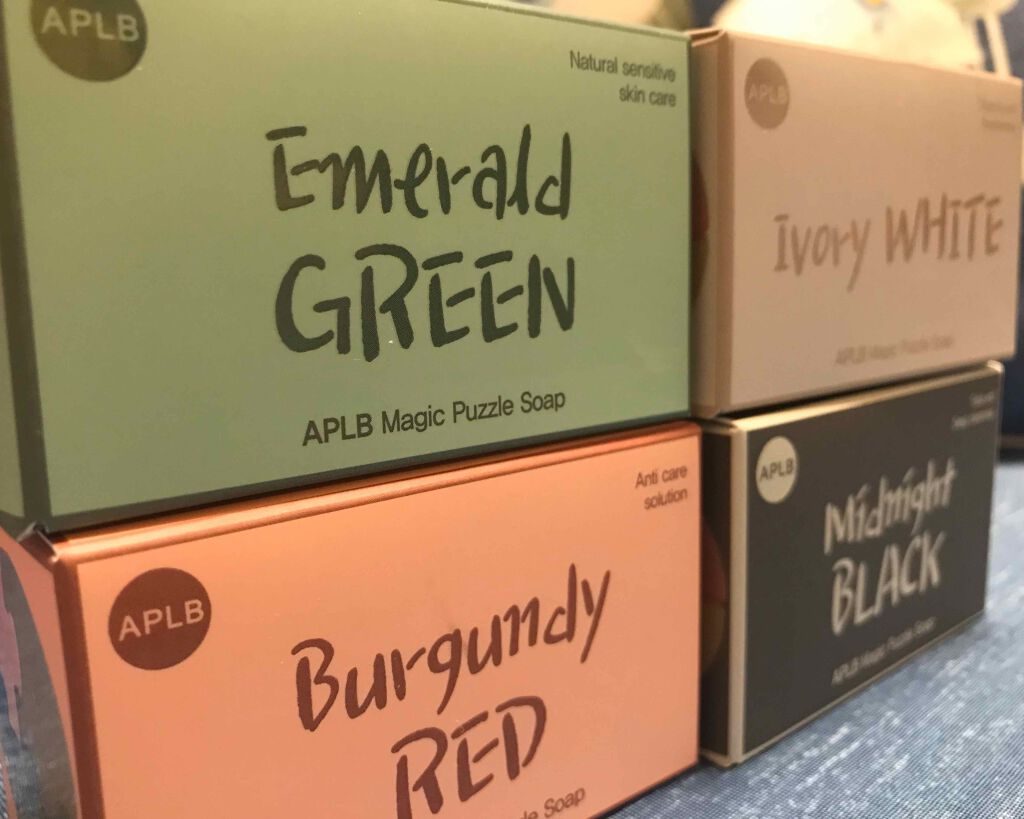 APLB
Natural sensitive
skin care
Emerald
GREEN
APLB Magic Puzzle Soap
APLB
Ivory WHITE
APLB Magic Puzzle Soap
APLB
Anti care
solution
Burgundy
RED
Soap
APLB
Midnight
BLACK
APLB Magic Puzzle Soap